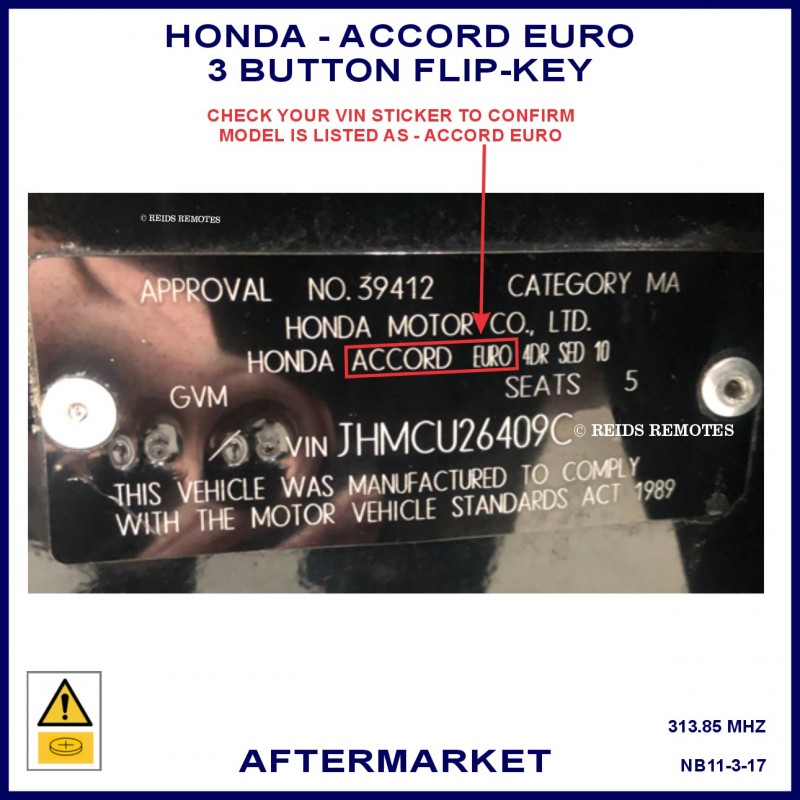 HONDA - ACCORD EURO
3 BUTTON FLIP-KEY
CHECK YOUR VIN STICKER TO CONFIRM
MODEL IS LISTED AS - ACCORD EURO
© REIDS REMOTES
APPROVAL NO. 39412 CATEGORY MA
HONDA MOTOR CO., LTD.
HONDA ACCORD EURO 4DR SED 10
SEATS 5
GVM
VIN JHMCU26409C © REIDS REMOTES
THIS VEHICLE WAS MANUFACTURED TO COMPLY
WITH THE MOTOR VEHICLE STANDARDS ACT 1989
313.85 MHZ
AFTERMARKET
NB11-3-17